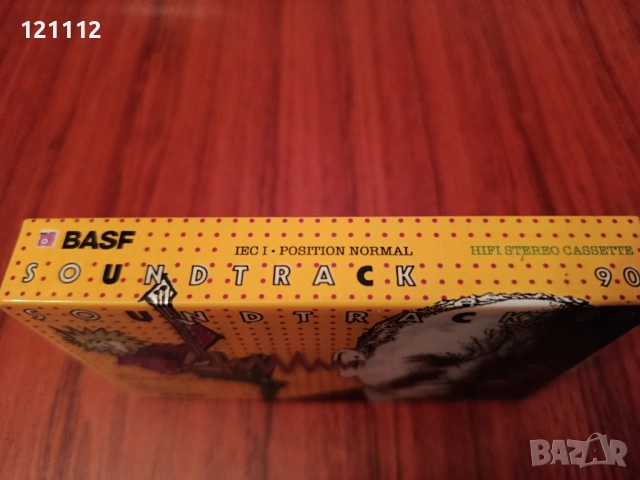 121112
BASF
IEC I · POSITION NORMAL HIFI STEREO CASSETTE
SOUNDTRACK 90
SOUNDTRACK
BAZAR